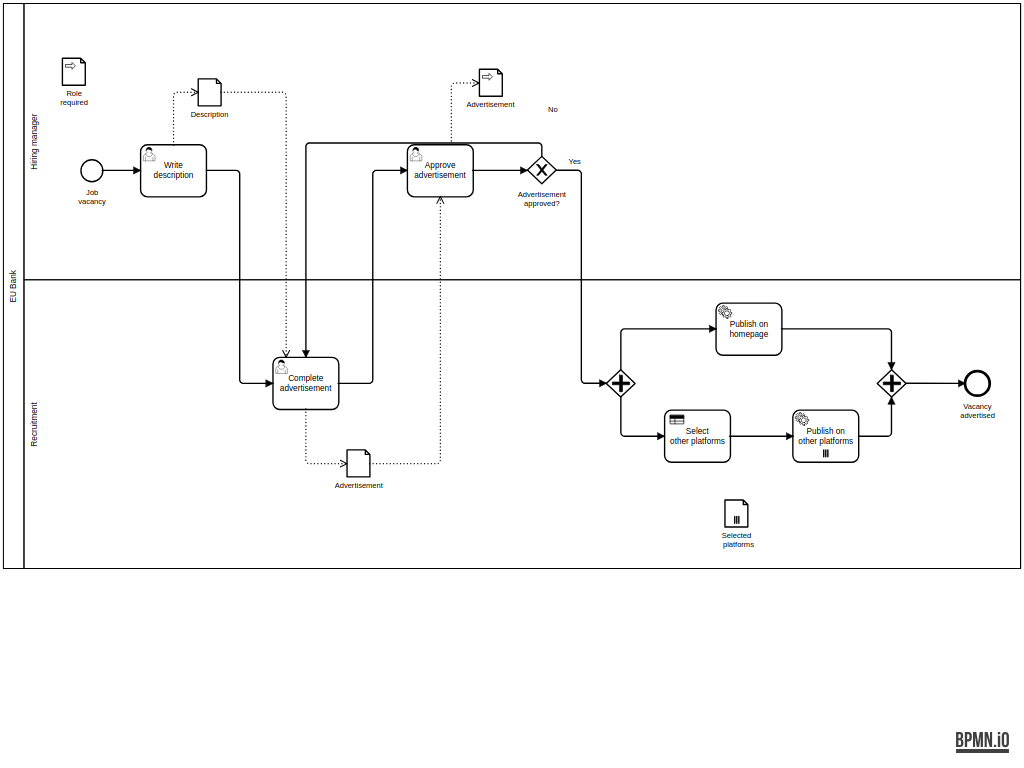 EU Bank
Hiring manager
Role
required
Description
Advertisement
No
Job
vacancy
Write
description
Approve
advertisement
Yes
Advertisement
approved?
Recruitment
Complete
advertisement
Advertisement
Publish on
homepage
Select
other platforms
Publish on
other platforms
Vacancy
advertised
Selected
platforms
BPMN.iO